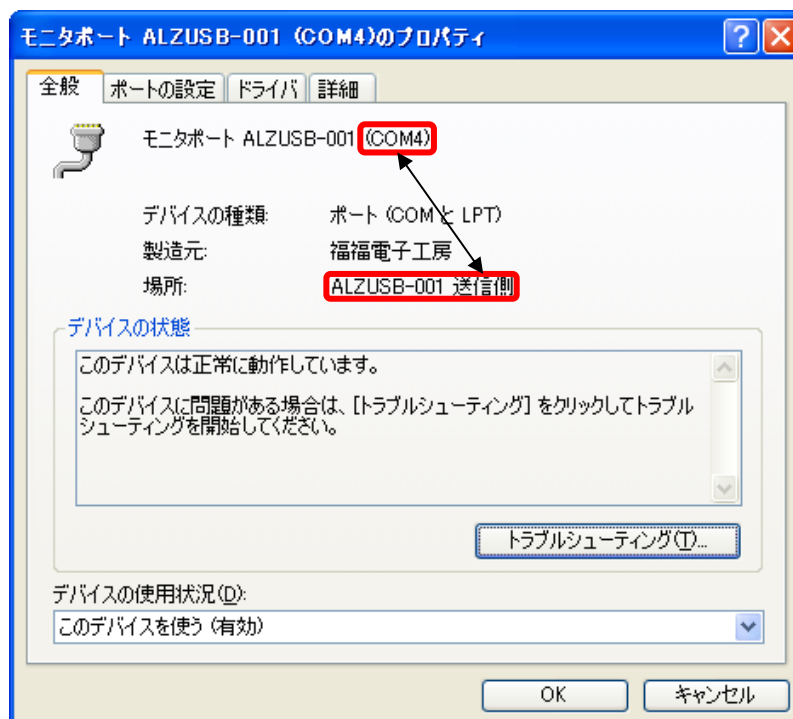 モニタポート ALZUSB-001 (COM4)のプロパティ
全般 ポートの設定 ドライバ 詳細
モニタポート ALZUSB-001 (COM4)
デバイスの種類: ポート (COM と LPT)
製造元: 福福電子工房
場所: ALZUSB-001 送信側
デバイスの状態
このデバイスは正常に動作しています。
このデバイスに問題がある場合は、[トラブルシューティング] をクリックしてトラブル
シューティングを開始してください。
トラブルシューティング(T)...
デバイスの使用状況(D):
このデバイスを使う (有効)
OK キャンセル